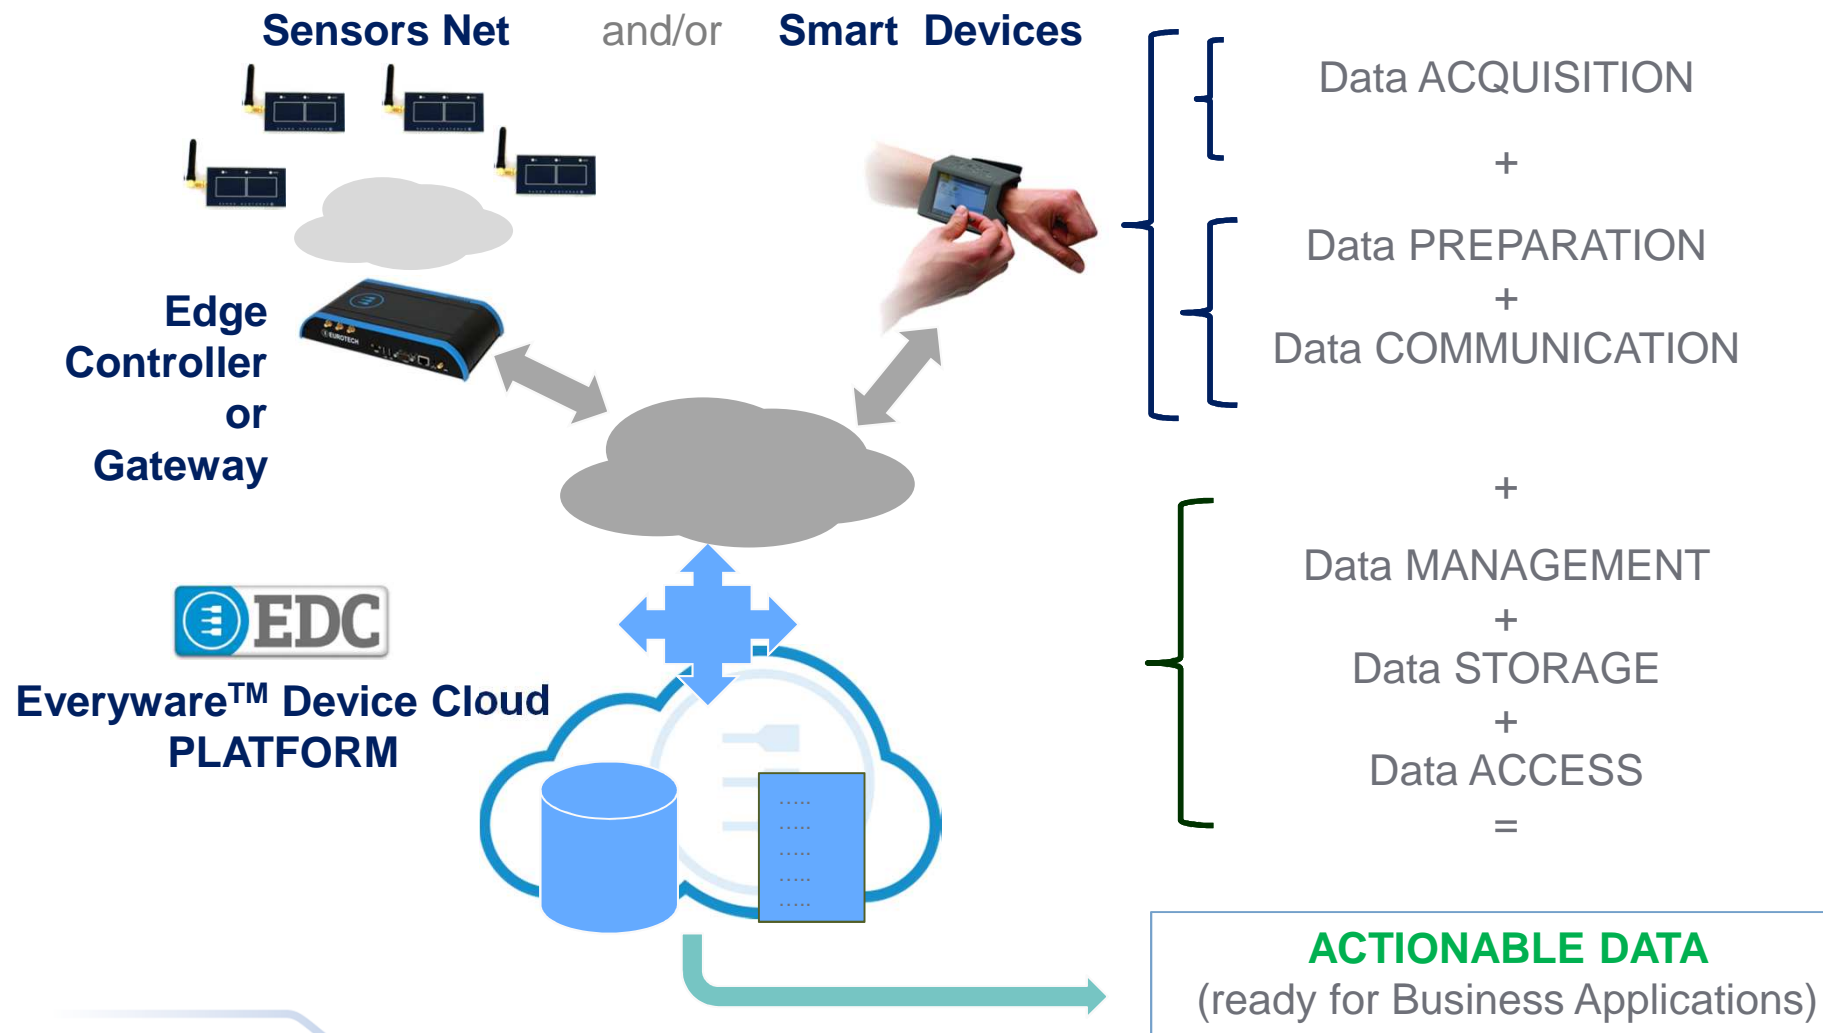 Sensors Net and/or Smart Devices
Data ACQUISITION
+
Data PREPARATION
+
Data COMMUNICATION
Edge
Controller
or
Gateway
EUROTECH
+
Data MANAGEMENT
+
Data STORAGE
+
Data ACCESS
=
EDC
Everyware™ Device Cloud
PLATFORM
.....
.....
.....
.....
.....
ACTIONABLE DATA
(ready for Business Applications)